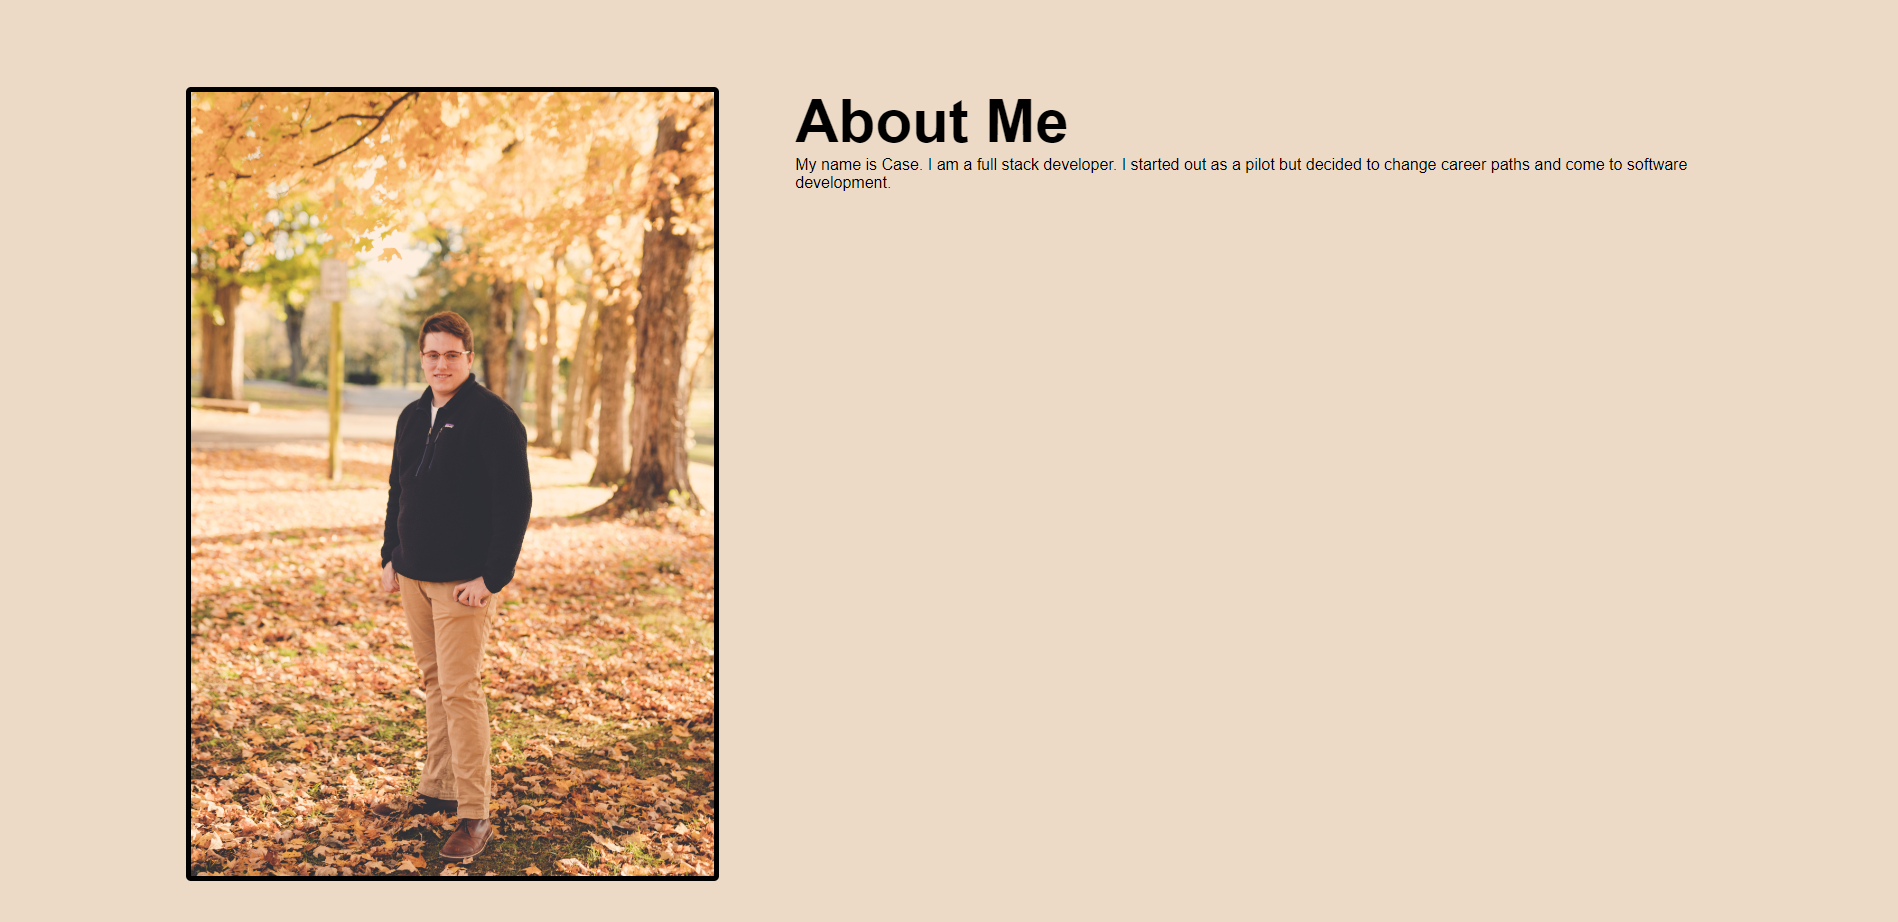 About Me
My name is Case. I am a full stack developer. I started out as a pilot but decided to change career paths and come to software
development.